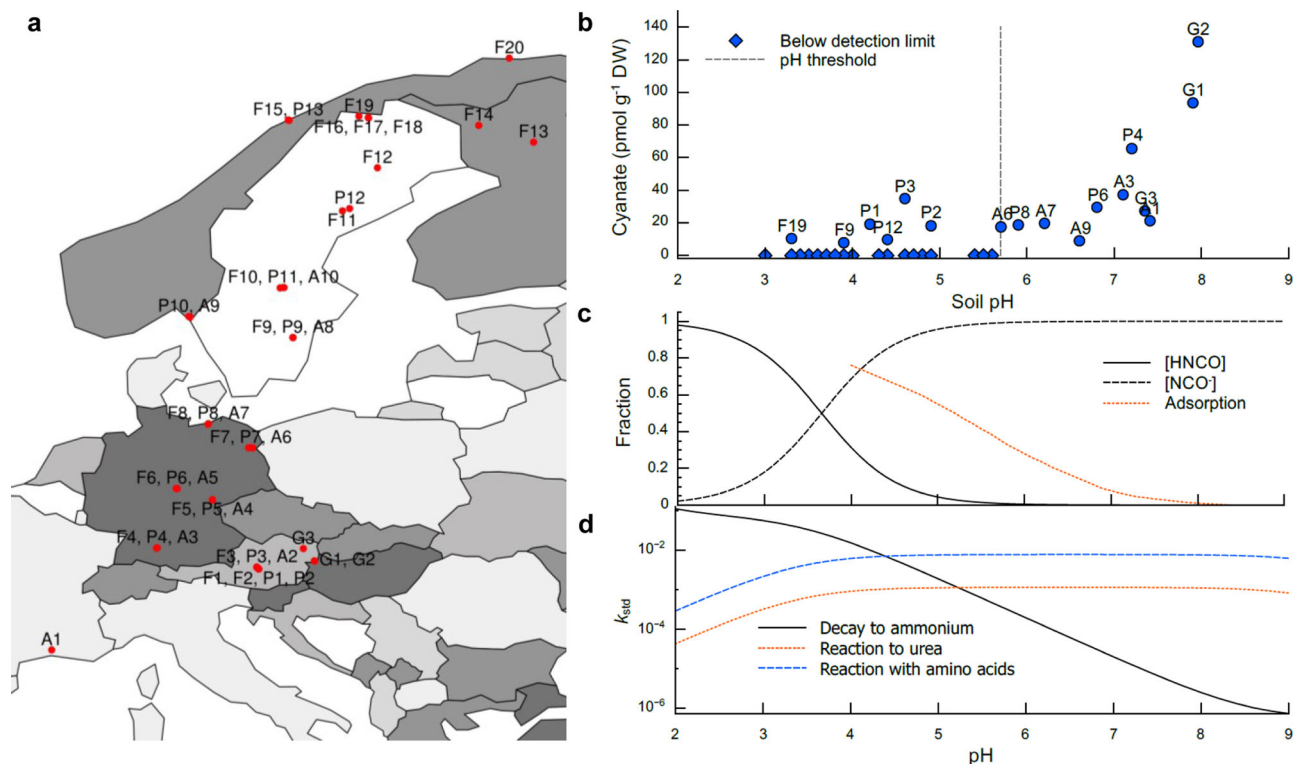 a
F20
F15, P13
F19
F14
F16, F17, F18
F13
F12
P12
F11
F10, P11, A10
P10, A9
F9, P9, A8
F8, P8, A7
F7, P7, A6
F6, P6, A5
F5, P5, A4
F4, P4, A3
G3
F3, P3, A2
G1, G2
F1, F2, P1, P2
A1
b
140
120
100
80
60
40
20
0
Cyanate (pmol g⁻¹ DW)
Below detection limit
pH threshold
G2
G1
P4
A3
P3
P6
G3
A1
P1
P2
A6
P8
A7
F19
F9
P12
A9
2
3
4
5
6
7
8
9
Soil pH
c
1
0.8
0.6
0.4
0.2
0
Fraction
[HNCO]
[NCO⁻]
Adsorption
d
10⁻²
10⁻⁴
10⁻⁶
k_std
Decay to ammonium
Reaction to urea
Reaction with amino acids
2
3
4
5
6
7
8
9
pH